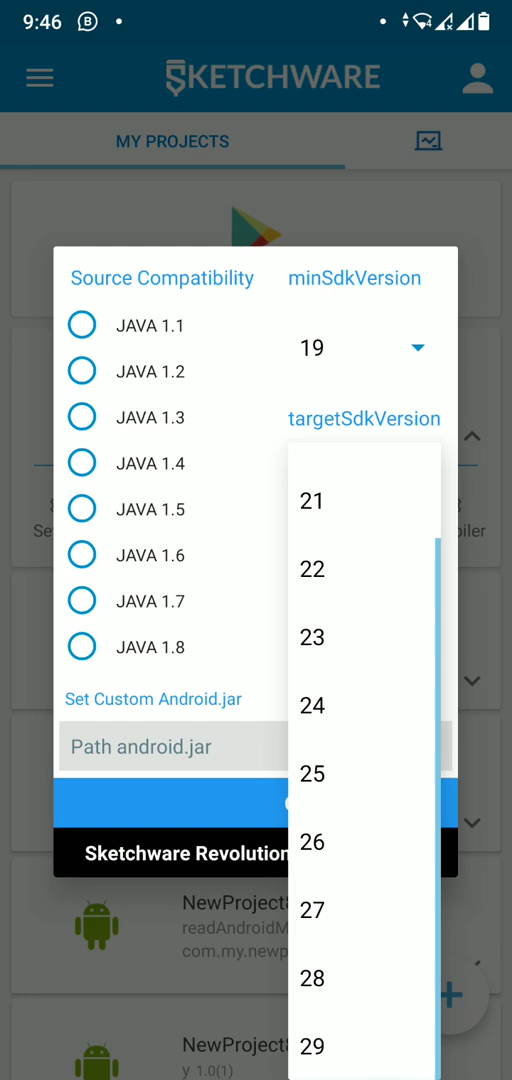 9:46
SKETCHWARE
MY PROJECTS
Source Compatibility
minSdkVersion
JAVA 1.1
19
JAVA 1.2
JAVA 1.3
targetSdkVersion
JAVA 1.4
21
JAVA 1.5
22
JAVA 1.6
JAVA 1.7
23
JAVA 1.8
24
Set Custom Android.jar
Path android.jar
25
26
Sketchware Revolution
27
NewProject
readAndroidM
com.my.newp
28
29
NewProject
y 1.0(1)